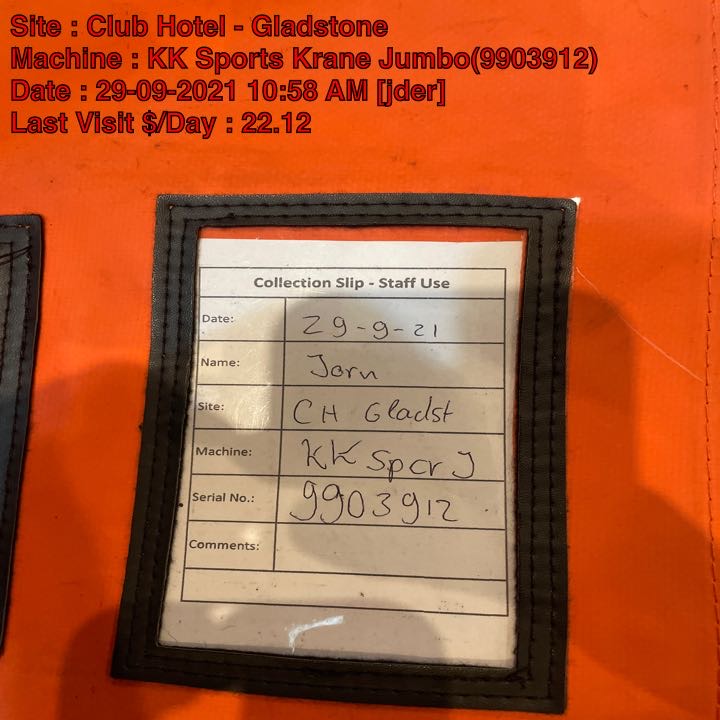 Site : Club Hotel - Gladstone
Machine : KK Sports Krane Jumbo(9903912)
Date : 29-09-2021 10:58 AM [jder]
Last Visit $/Day : 22.12
Collection Slip - Staff Use
Date: 29-9-21
Name: Jorn
Site: CH Gladst
Machine: KK Spcr J
Serial No.: 9903912
Comments: